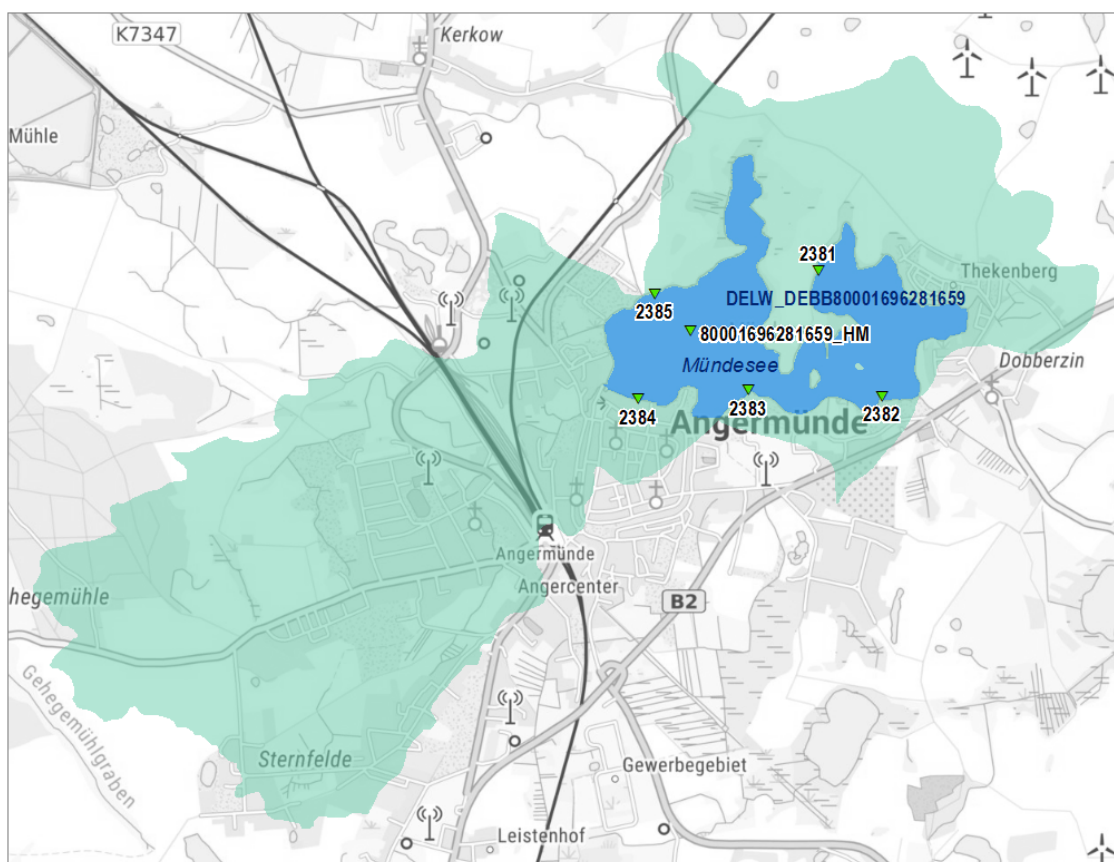 K7347
Kerkow
Mühle
2381
Thekenberg
DELW_DEBB80001696281659
2385
80001696281659_HM
Mündesee
Dobberzin
2384
2383
2382
Angermünde
Angermünde
hegemühle
Angercenter
B2
Gehegemühlgraben
Sternfelde
Gewerbegebiet
Leistenhof